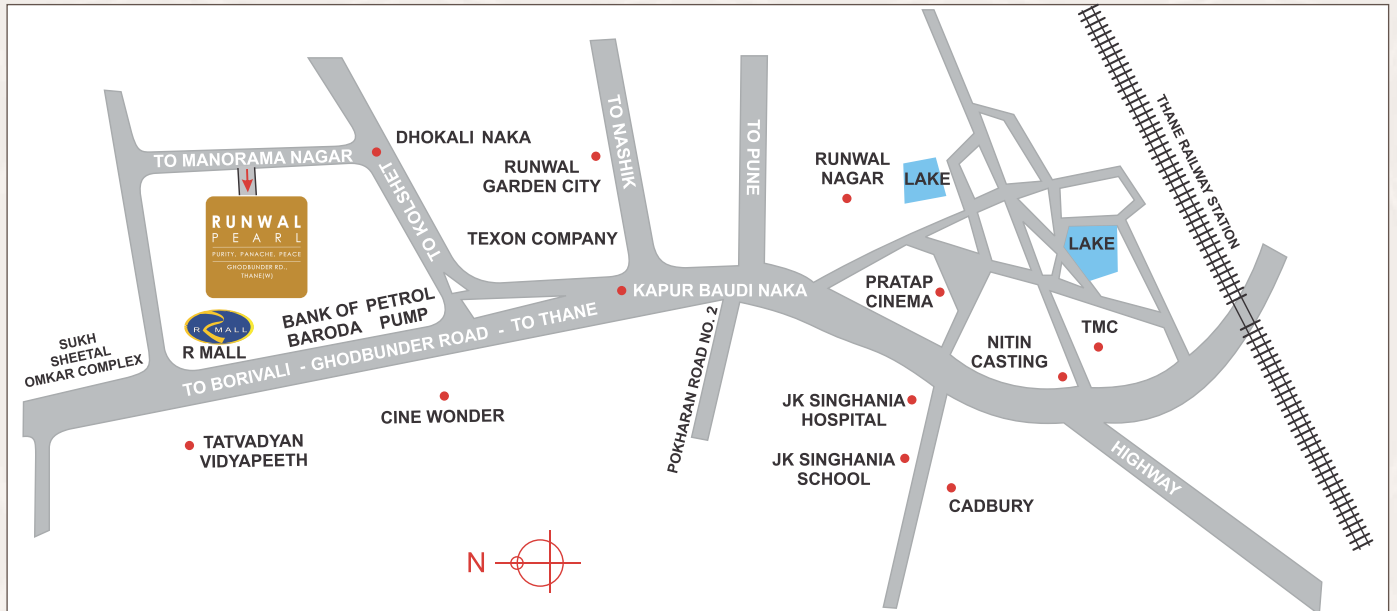 THANE RAILWAY STATION
TO NASHIK
TO PUNE
DHOKALI NAKA
TO MANORAMA NAGAR
RUNWAL
GARDEN CITY
RUNWAL
NAGAR
LAKE
TO KOLSHET
RUNWAL
PEARL
PURITY, PANACHE, PEACE
GHODBUNDER RD.,
THANE(W)
TEXON COMPANY
LAKE
PRATAP
CINEMA
KAPUR BAUDI NAKA
BANK OF
BARODA
PETROL
PUMP
R MALL
R MALL
SUKH
SHEETAL
OMKAR COMPLEX
TO BORIVALI - GHODBUNDER ROAD - TO THANE
POKHARAN ROAD NO. 2
NITIN
CASTING
TMC
CINE WONDER
JK SINGHANIA
HOSPITAL
TATVADYAN
VIDYAPEETH
JK SINGHANIA
SCHOOL
HIGHWAY
CADBURY
N